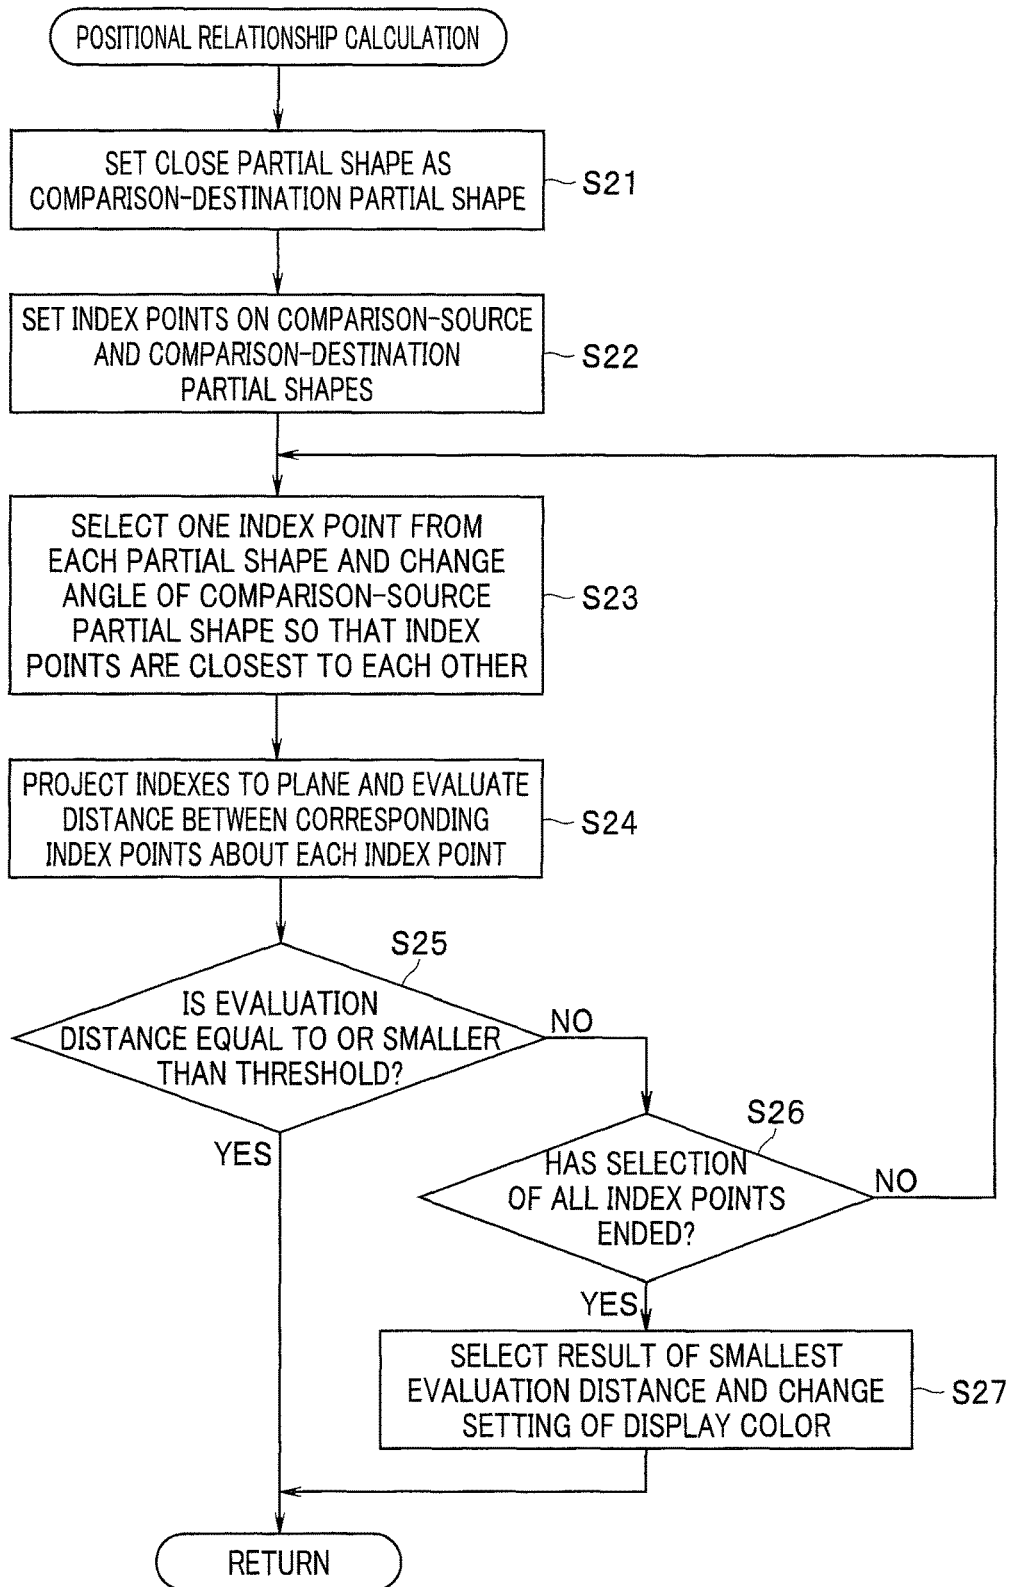 POSITIONAL RELATIONSHIP CALCULATION
SET CLOSE PARTIAL SHAPE AS
COMPARISON-DESTINATION PARTIAL SHAPE
S21
SET INDEX POINTS ON COMPARISON-SOURCE
AND COMPARISON-DESTINATION
PARTIAL SHAPES
S22
SELECT ONE INDEX POINT FROM
EACH PARTIAL SHAPE AND CHANGE
ANGLE OF COMPARISON-SOURCE
PARTIAL SHAPE SO THAT INDEX
POINTS ARE CLOSEST TO EACH OTHER
S23
PROJECT INDEXES TO PLANE AND EVALUATE
DISTANCE BETWEEN CORRESPONDING
INDEX POINTS ABOUT EACH INDEX POINT
S24
S25
IS EVALUATION
DISTANCE EQUAL TO OR SMALLER
THAN THRESHOLD?
NO
YES
S26
HAS SELECTION
OF ALL INDEX POINTS
ENDED?
NO
YES
SELECT RESULT OF SMALLEST
EVALUATION DISTANCE AND CHANGE
SETTING OF DISPLAY COLOR
S27
RETURN